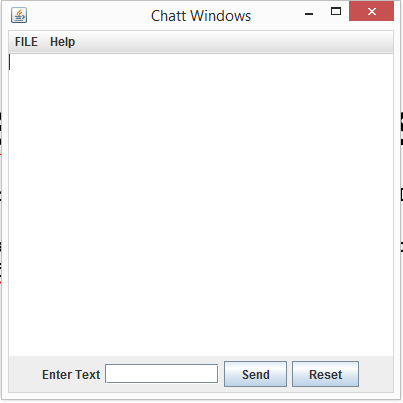 Chatt Windows
FILE Help
Enter Text Send Reset